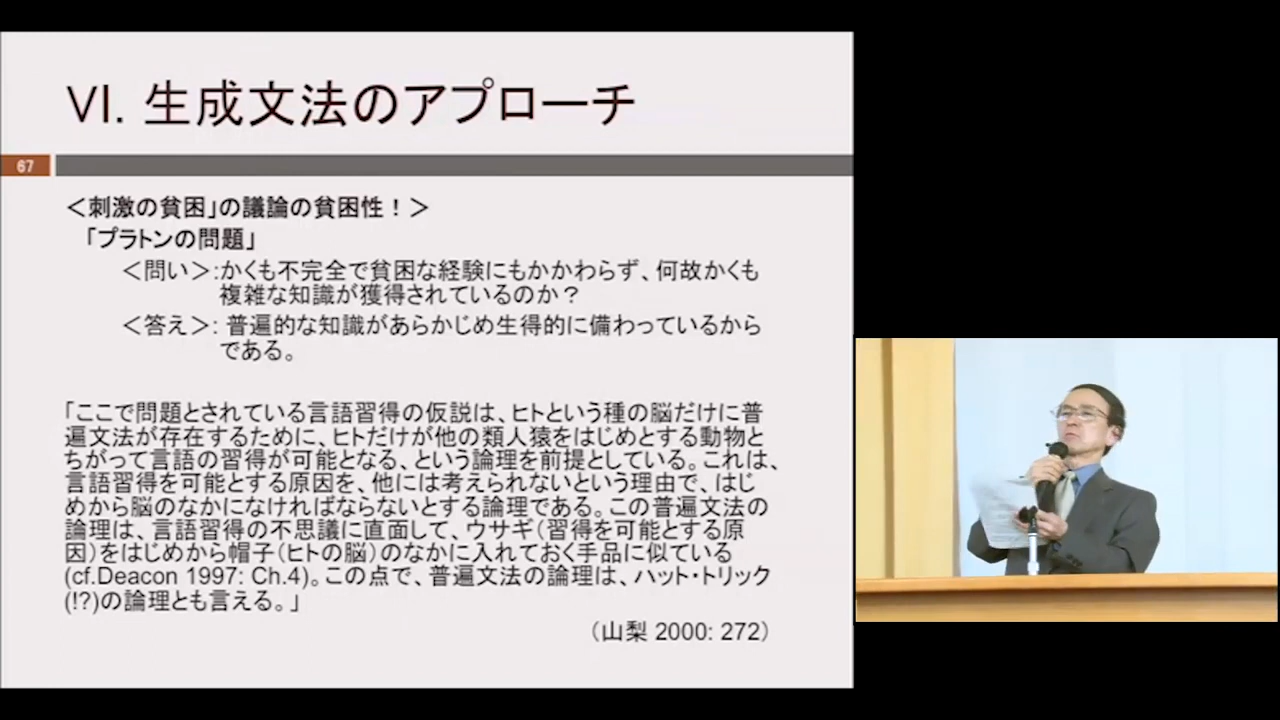 VI. 生成文法のアプローチ
67
＜刺激の貧困」の議論の貧困性！＞
「プラトンの問題」
＜問い＞:かくも不完全で貧困な経験にもかかわらず、何故かくも
複雑な知識が獲得されているのか？
＜答え＞: 普遍的な知識があらかじめ生得的に備わっているから
である。
「ここで問題とされている言語習得の仮説は、ヒトという種の脳だけに普
遍文法が存在するために、ヒトだけが他の類人猿をはじめとする動物と
ちがって言語の習得が可能となる、という論理を前提としている。これは、
言語習得を可能とする原因を、他には考えられないという理由で、はじ
めから脳のなかになければならないとする論理である。この普遍文法の
論理は、言語習得の不思議に直面して、ウサギ（習得を可能とする原
因）をはじめから帽子（ヒトの脳）のなかに入れておく手品に似ている
(cf.Deacon 1997: Ch.4)。この点で、普遍文法の論理は、ハット・トリック
(!?)の論理とも言える。」
（山梨 2000: 272）